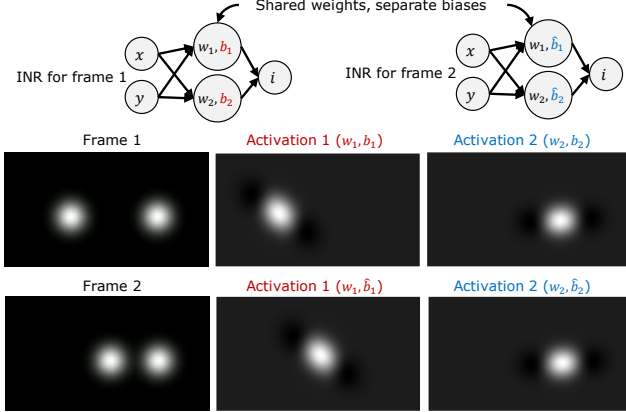 Shared weights, separate biases
x
w₁, b₁
INR for frame 1
i
y
w₂, b₂
x
w₁, b̂₁
INR for frame 2
i
y
w₂, b̂₂
Frame 1
Activation 1 (w₁, b₁)
Activation 2 (w₂, b₂)
Frame 2
Activation 1 (w₁, b̂₁)
Activation 2 (w₂, b̂₂)